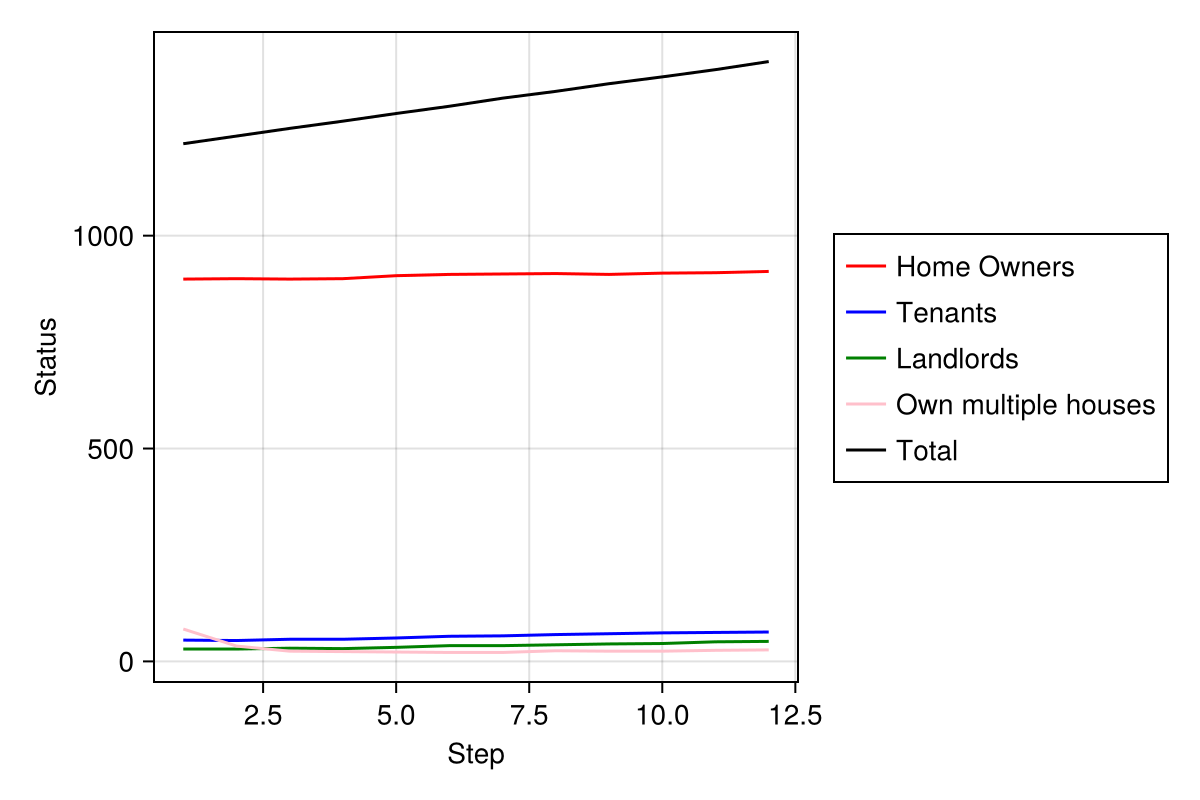 Status
1000
500
0
2.5 5.0 7.5 10.0 12.5
Step
Home Owners
Tenants
Landlords
Own multiple houses
Total